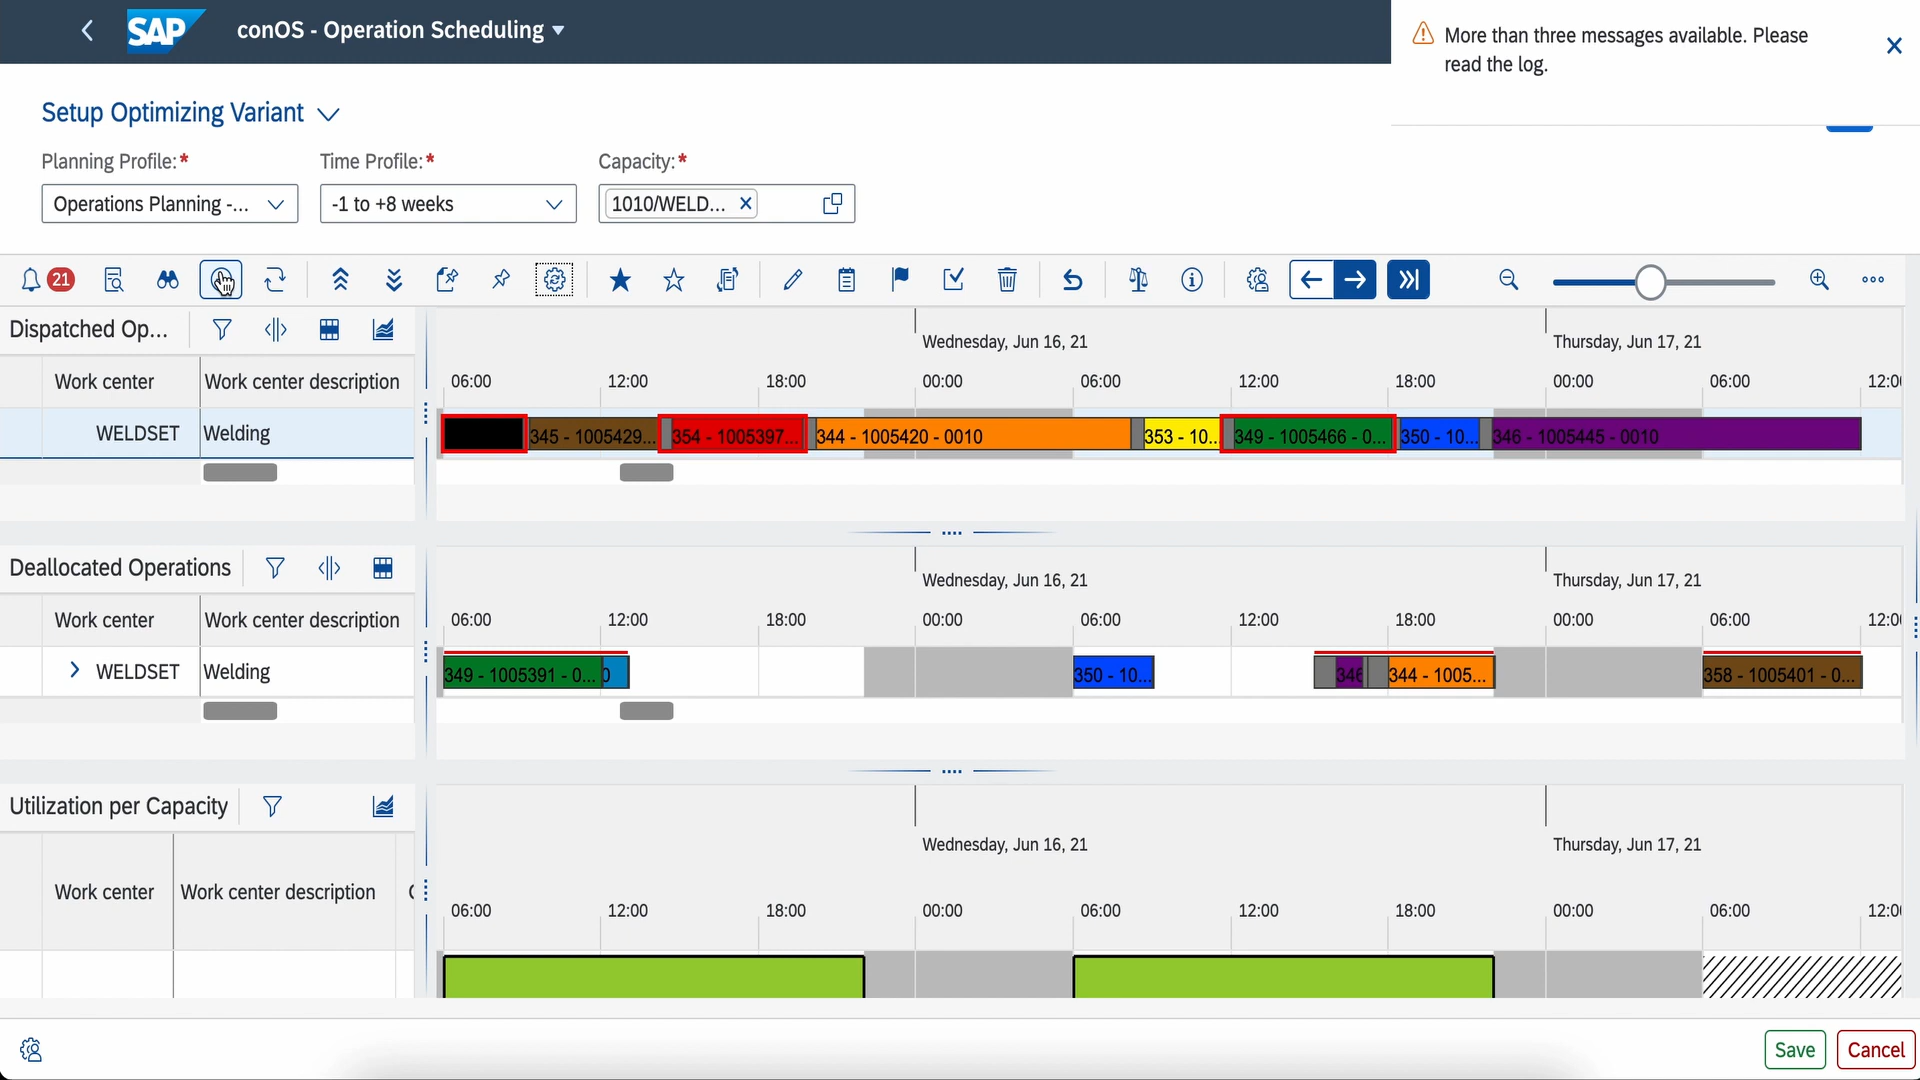 SAP
conOS - Operation Scheduling
More than three messages available. Please
read the log.
Setup Optimizing Variant
Planning Profile:*
Time Profile:*
Capacity:*
Operations Planning -...
-1 to +8 weeks
1010/WELD...
21
Dispatched Op...
Wednesday, Jun 16, 21
Thursday, Jun 17, 21
Work center
Work center description
06:00
12:00
18:00
00:00
06:00
12:00
18:00
00:00
06:00
WELDSET
Welding
345 - 1005429...
354 - 1005397...
344 - 1005420 - 0010
353 - 10...
349 - 1005466 - 0...
350 - 10...
346 - 1005445 - 0010
Deallocated Operations
Wednesday, Jun 16, 21
Thursday, Jun 17, 21
Work center
Work center description
06:00
12:00
18:00
00:00
06:00
12:00
18:00
00:00
06:00
WELDSET
Welding
349 - 1005391 - 0...
0
350 - 10...
346
344 - 1005...
358 - 1005401 - 0...
Utilization per Capacity
Wednesday, Jun 16, 21
Thursday, Jun 17, 21
Work center
Work center description
06:00
12:00
18:00
00:00
06:00
12:00
18:00
00:00
06:00
Save
Cancel